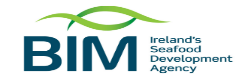 BIM
Ireland's
Seafood
Development
Agency